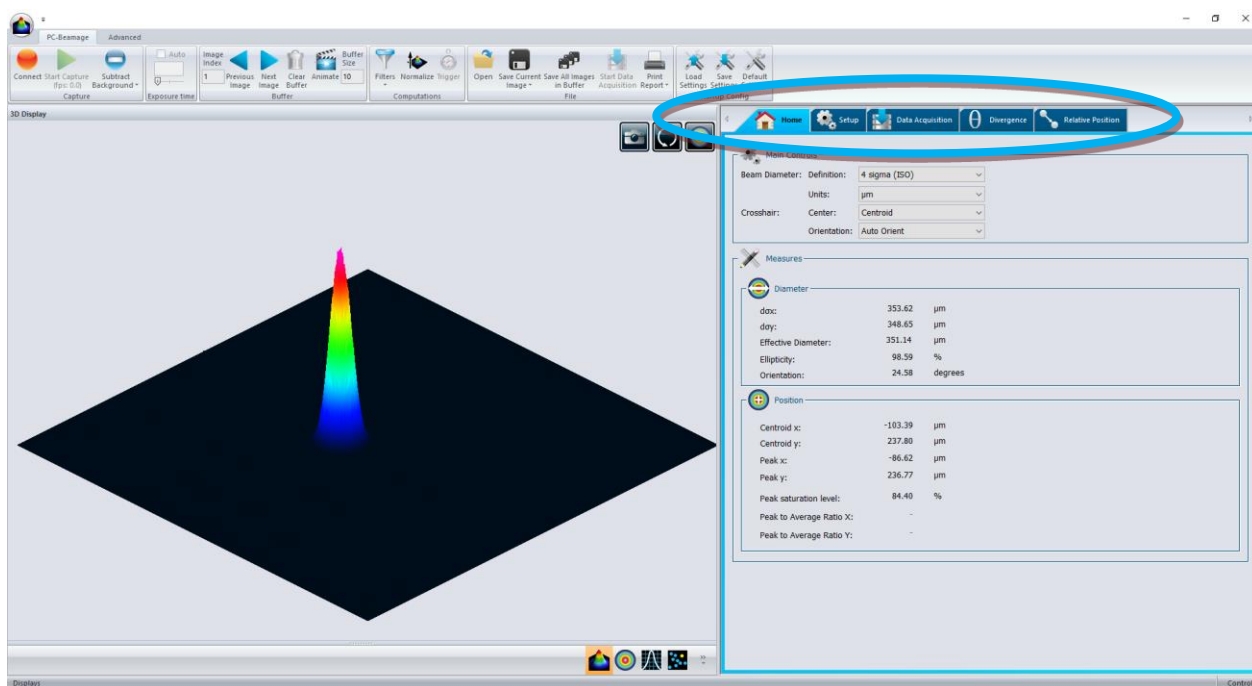 PC-Beamage Advanced
Connect Start Capture (fps: 0.0) Subtract Background
Capture
Auto
Exposure time
Image Index 1 Previous Image Next Image Clear Buffer Animate Buffer Size 10
Buffer
Filters Normalize Trigger
Computations
Open Save Current Image Save All Images in Buffer Start Data Acquisition Print Report
File
Load Settings Save Default
3D Display
Home Setup Data Acquisition Divergence Relative Position
Main Controls
Beam Diameter: Definition: 4 sigma (ISO)
Units: µm
Crosshair: Center: Centroid
Orientation: Auto Orient
Measures
Diameter
dσx: 353.62 µm
dσy: 348.65 µm
Effective Diameter: 351.14 µm
Ellipticity: 98.59 %
Orientation: 24.58 degrees
Position
Centroid x: -103.39 µm
Centroid y: 237.80 µm
Peak x: -86.62 µm
Peak y: 236.77 µm
Peak saturation level: 84.40 %
Peak to Average Ratio X: -
Peak to Average Ratio Y: -
Displays